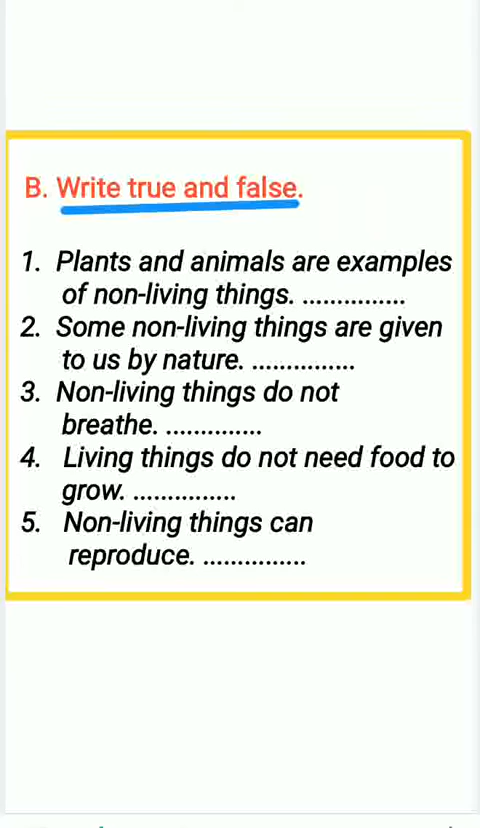 B. Write true and false.
1. Plants and animals are examples
of non-living things. ...............
2. Some non-living things are given
to us by nature. ...............
3. Non-living things do not
breathe. ..............
4. Living things do not need food to
grow. ...............
5. Non-living things can
reproduce. ...............